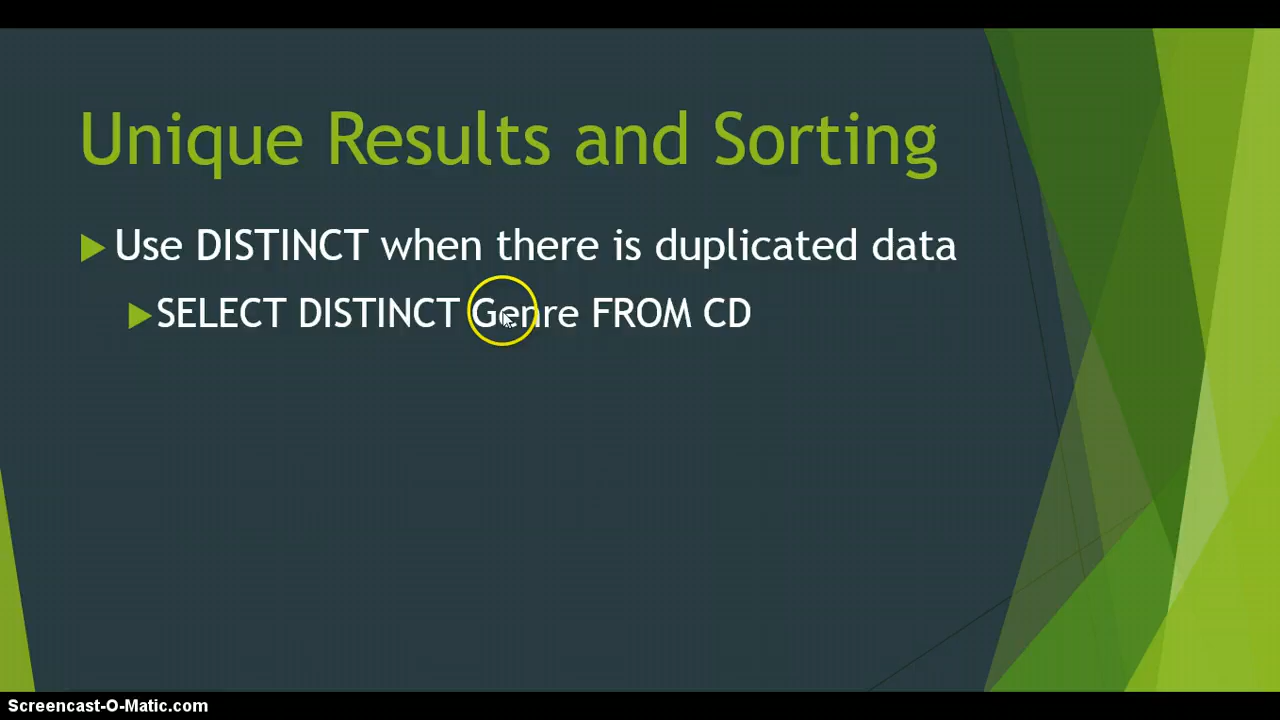 Unique Results and Sorting
Use DISTINCT when there is duplicated data
SELECT DISTINCT Genre FROM CD
Screencast-O-Matic.com